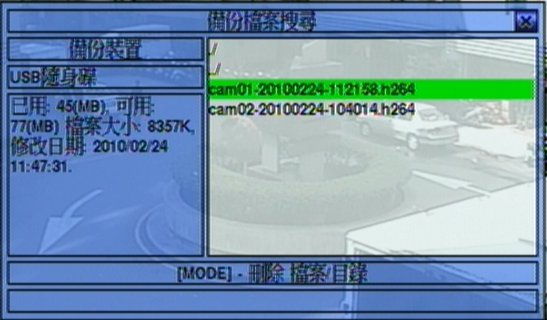 備份檔案搜尋
備份裝置
USB隨身碟
已用: 45(MB), 可用:
77(MB) 檔案大小: 8357K,
修改日期: 2010/02/24
11:47:31.
./
../
cam01-20100224-112158.h264
cam02-20100224-104014.h264
[MODE] - 刪除 檔案/目錄